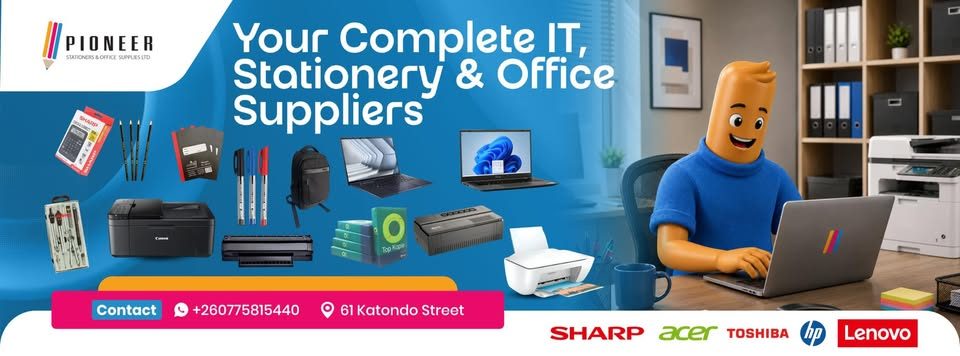 PIONEER
STATIONERS & OFFICE SUPPLIES LTD
Your Complete IT,
Stationery & Office
Suppliers
SHARP
Canon
Top Kopie
Contact
+260775815440
61 Katondo Street
SHARP
acer
TOSHIBA
hp
Lenovo